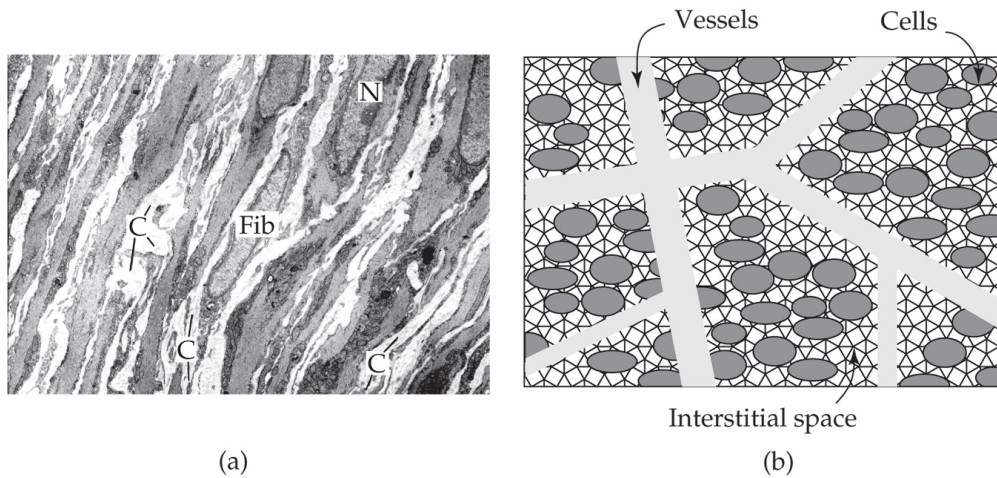 Vessels
Cells
N
C
Fib
C
C
Interstitial space
(a)
(b)